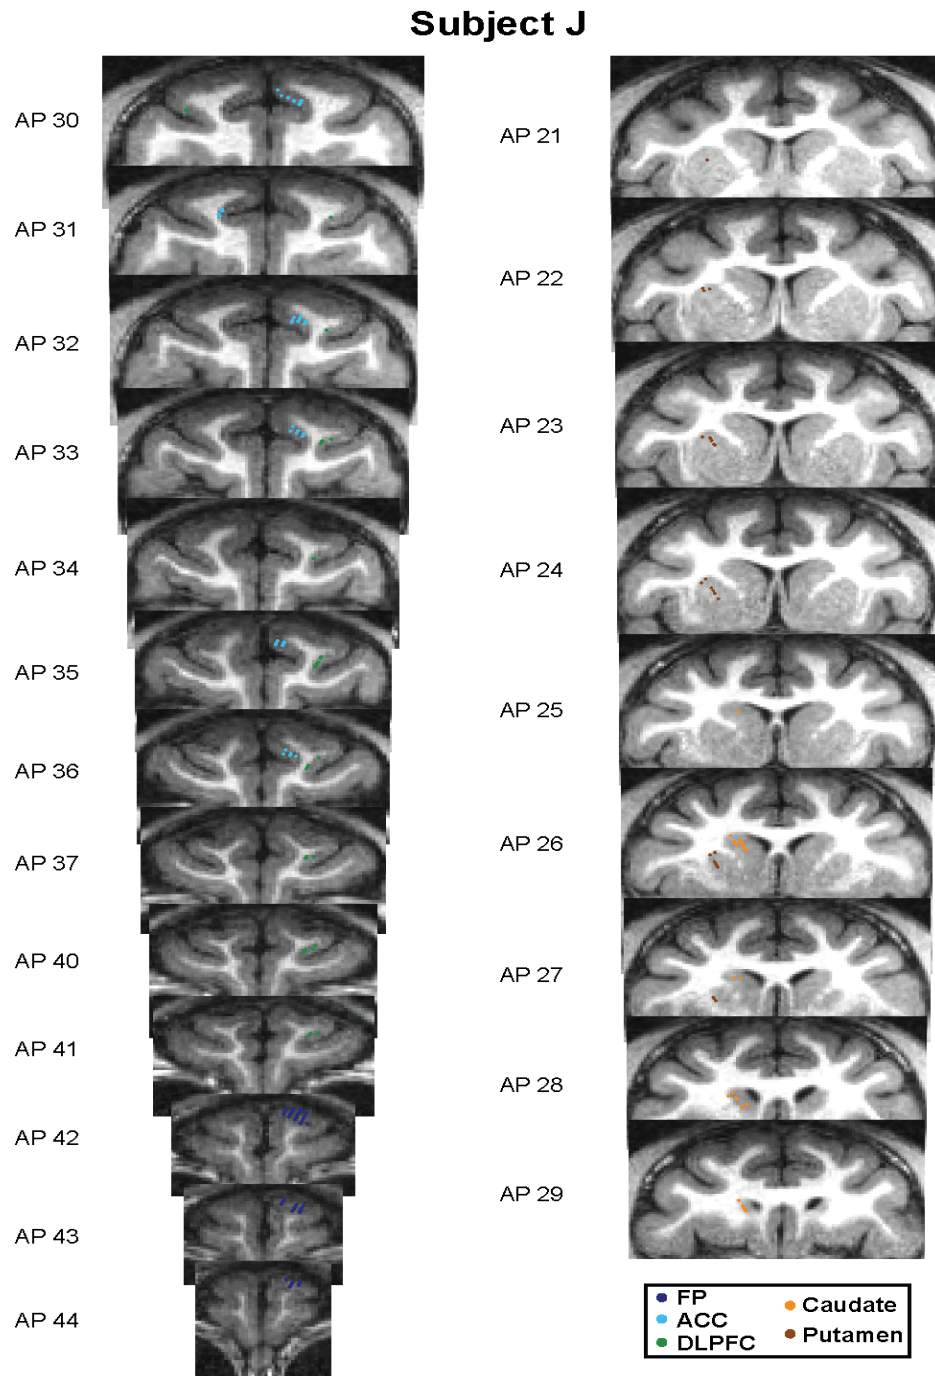 Subject J
AP 30
AP 31
AP 32
AP 33
AP 34
AP 35
AP 36
AP 37
AP 40
AP 41
AP 42
AP 43
AP 44
AP 21
AP 22
AP 23
AP 24
AP 25
AP 26
AP 27
AP 28
AP 29
FP
ACC
DLPFC
Caudate
Putamen